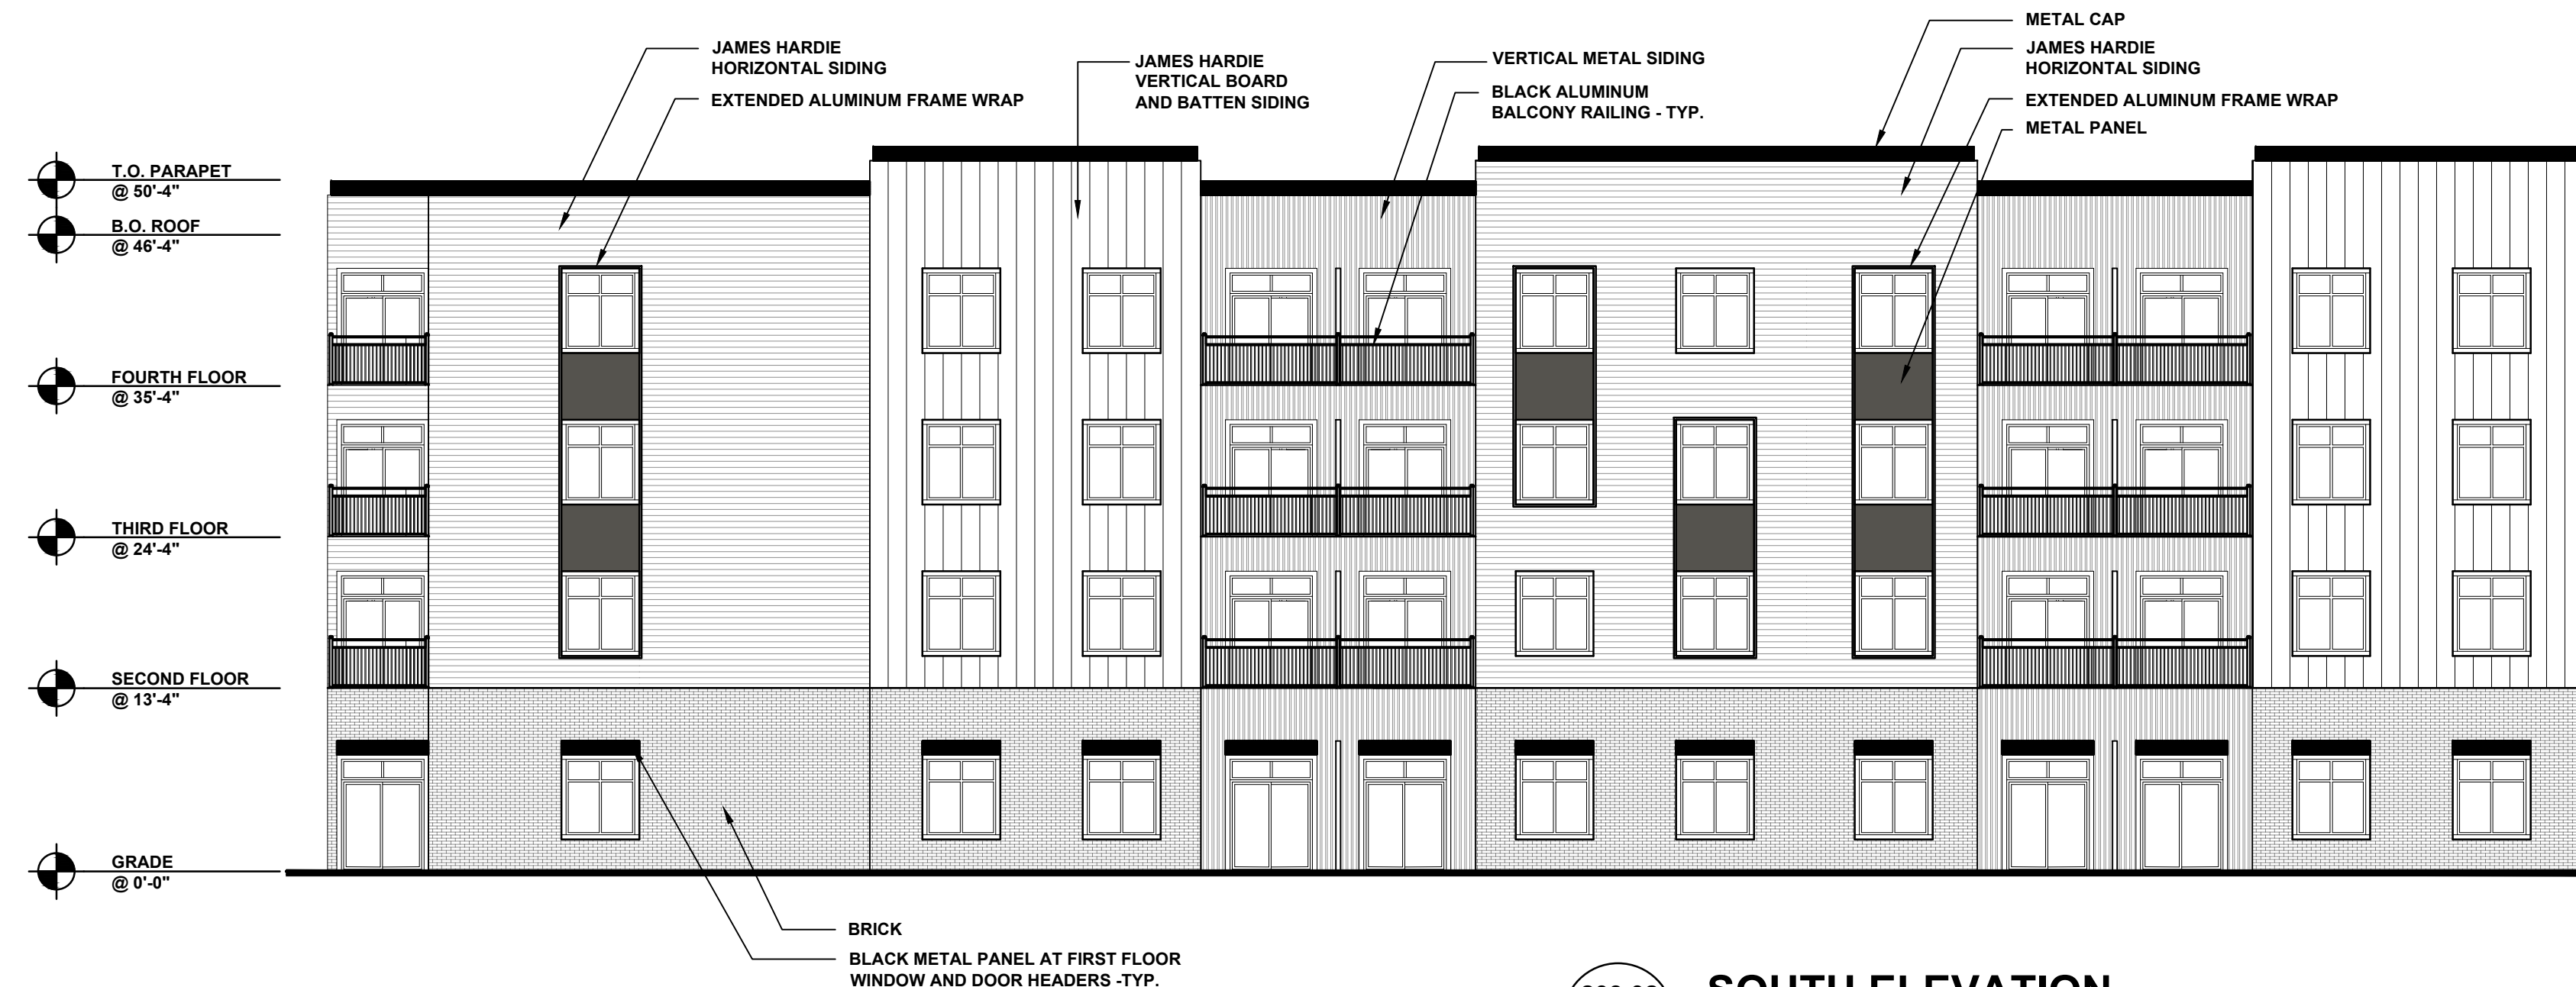 METAL CAP
JAMES HARDIE
HORIZONTAL SIDING
JAMES HARDIE
HORIZONTAL SIDING
JAMES HARDIE
VERTICAL BOARD
AND BATTEN SIDING
VERTICAL METAL SIDING
EXTENDED ALUMINUM FRAME WRAP
BLACK ALUMINUM
BALCONY RAILING - TYP.
EXTENDED ALUMINUM FRAME WRAP
METAL PANEL
T.O. PARAPET
@ 50'-4"
B.O. ROOF
@ 46'-4"
FOURTH FLOOR
@ 35'-4"
THIRD FLOOR
@ 24'-4"
SECOND FLOOR
@ 13'-4"
GRADE
@ 0'-0"
BRICK
BLACK METAL PANEL AT FIRST FLOOR
WINDOW AND DOOR HEADERS -TYP.
SOUTH ELEVATION